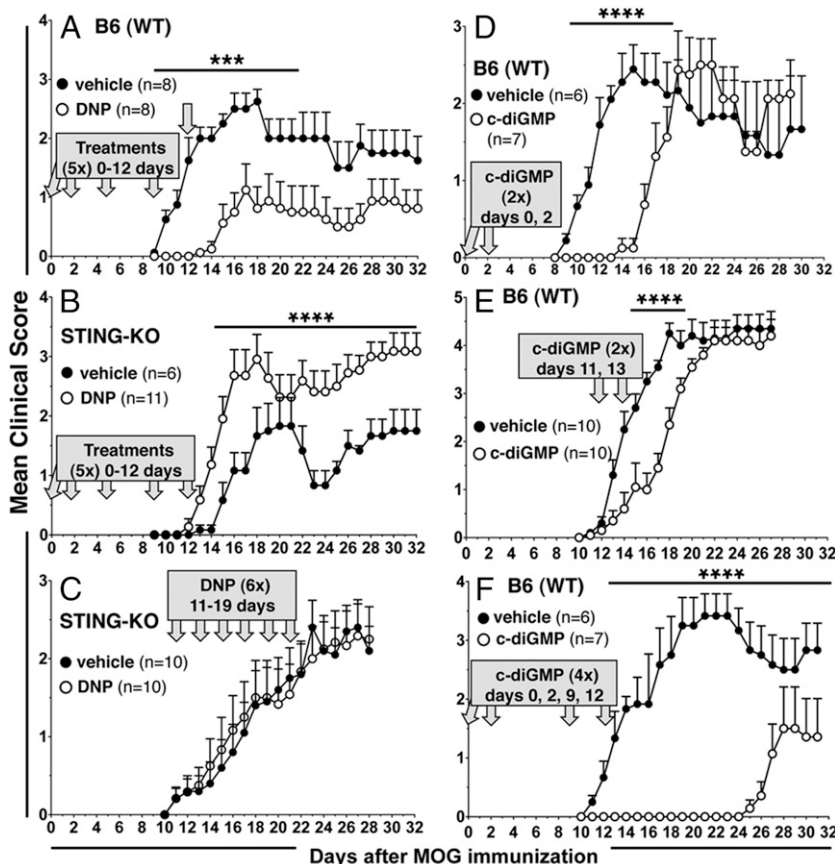 Mean Clinical Score
A B6 (WT)
***
vehicle (n=8)
DNP (n=8)
Treatments
(5x) 0-12 days
4
3
2
1
0
0 2 4 6 8 10 12 14 16 18 20 22 24 26 28 30 32
B
STING-KO
****
vehicle (n=6)
DNP (n=11)
Treatments
(5x) 0-12 days
4
3
2
1
0
0 2 4 6 8 10 12 14 16 18 20 22 24 26 28 30 32
C
STING-KO
DNP (6x)
11-19 days
vehicle (n=10)
DNP (n=10)
3
2
1
0
0 2 4 6 8 10 12 14 16 18 20 22 24 26 28 30 32
D
****
B6 (WT)
vehicle (n=6)
c-diGMP
(n=7)
c-diGMP
(2x)
days 0, 2
3
2
1
0
0 2 4 6 8 10 12 14 16 18 20 22 24 26 28 30 32
E B6 (WT)
****
c-diGMP (2x)
days 11, 13
vehicle (n=10)
c-diGMP (n=10)
5
4
3
2
1
0
0 2 4 6 8 10 12 14 16 18 20 22 24 26 28 30 32
F B6 (WT)
****
vehicle (n=6)
c-diGMP (n=7)
c-diGMP (4x)
days 0, 2, 9, 12
4
3
2
1
0
0 2 4 6 8 10 12 14 16 18 20 22 24 26 28 30 32
Days after MOG immunization